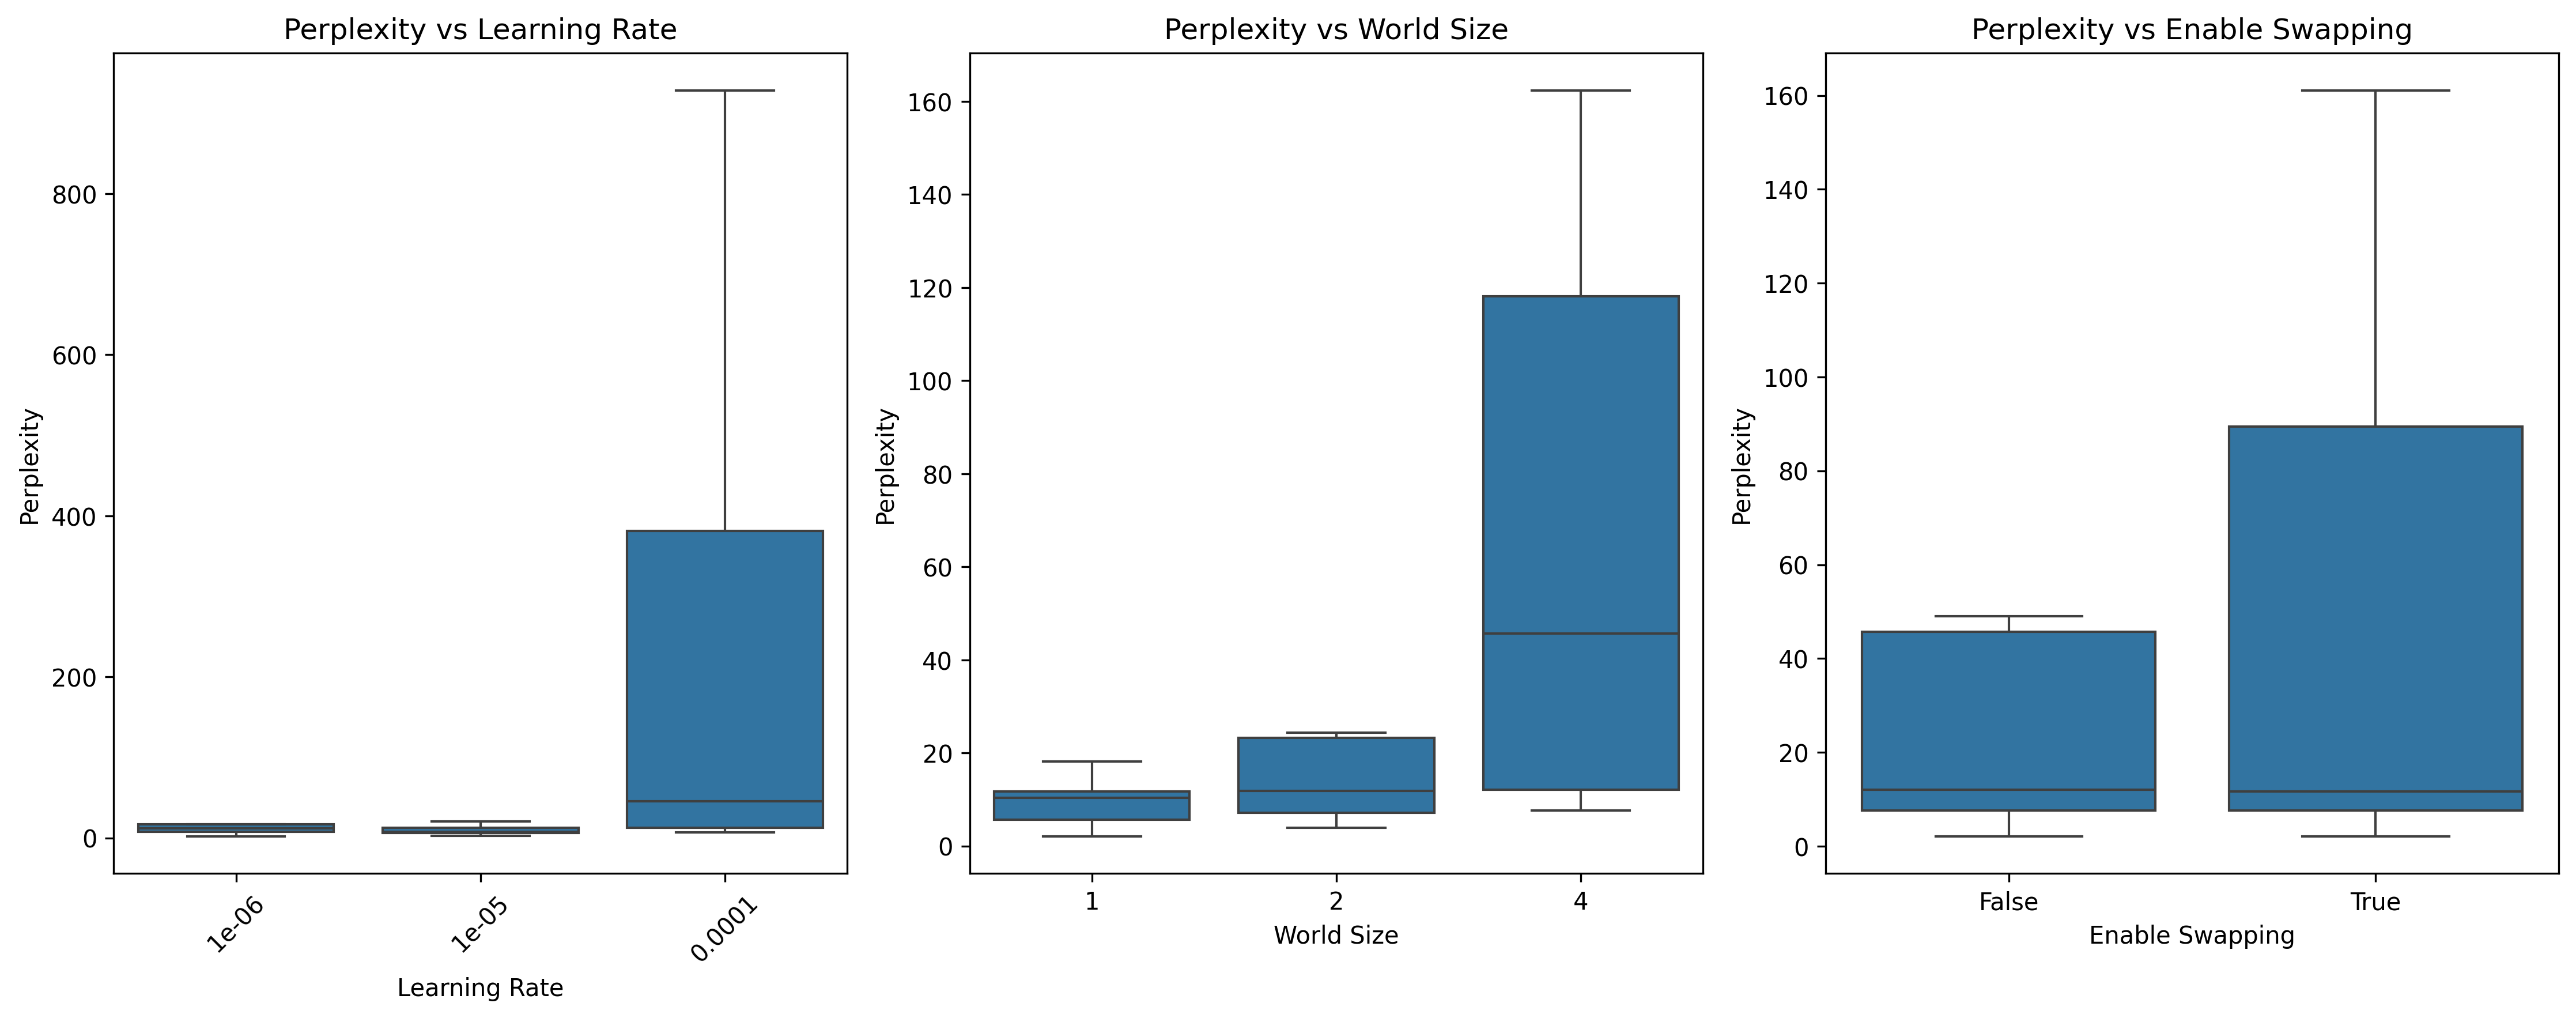 Perplexity vs Learning Rate
Perplexity
800
600
400
200
0
1e-06
1e-05
0.0001
Learning Rate
Perplexity vs World Size
Perplexity
160
140
120
100
80
60
40
20
0
1
2
4
World Size
Perplexity vs Enable Swapping
Perplexity
160
140
120
100
80
60
40
20
0
False
True
Enable Swapping